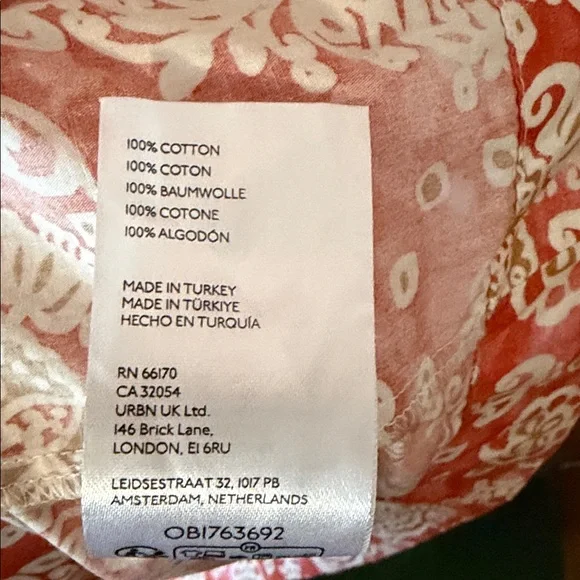 100% COTTON
100% COTON
100% BAUMWOLLE
100% COTONE
100% ALGODÓN
MADE IN TURKEY
MADE IN TÜRKIYE
HECHO EN TURQUÍA
RN 66170
CA 32054
URBN UK Ltd.
146 Brick Lane,
LONDON, E1 6RU
LEIDSESTRAAT 32, 1017 PB
AMSTERDAM, NETHERLANDS
OB1763692